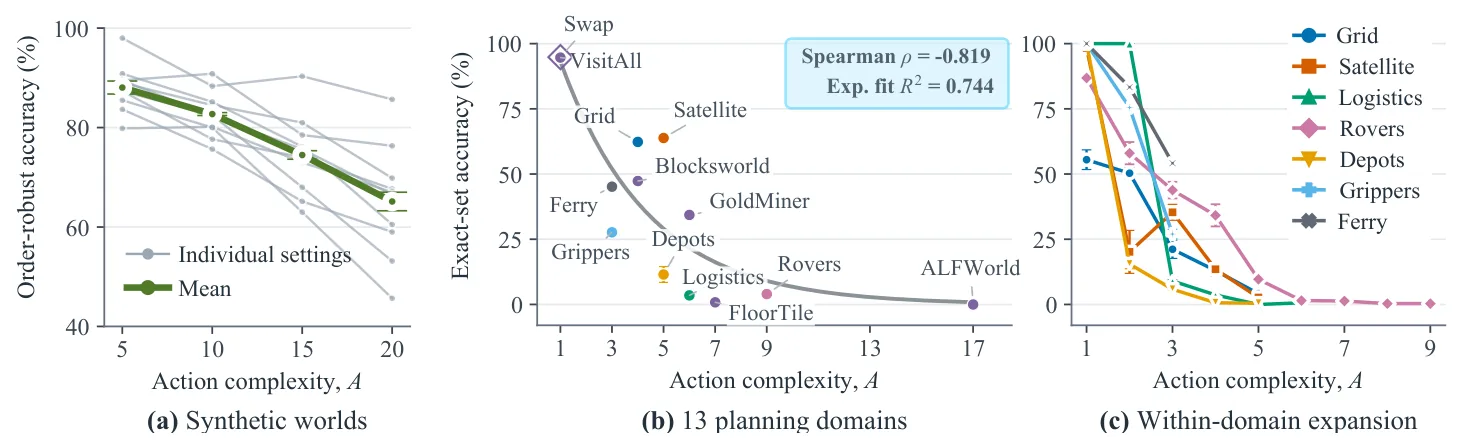 Order-robust accuracy (%)
100
80
60
40
Individual settings
Mean
5
10
15
20
Action complexity, A
(a) Synthetic worlds
Exact-set accuracy (%)
100
75
50
25
0
Swap
VisitAll
Spearman ρ = -0.819
Exp. fit R² = 0.744
Grid
Satellite
Blocksworld
Ferry
GoldMiner
Grippers
Depots
Logistics
Rovers
FloorTile
ALFWorld
1
3
5
7
9
13
17
Action complexity, A
(b) 13 planning domains
100
75
50
25
0
Grid
Satellite
Logistics
Rovers
Depots
Grippers
Ferry
1
3
5
7
9
Action complexity, A
(c) Within-domain expansion